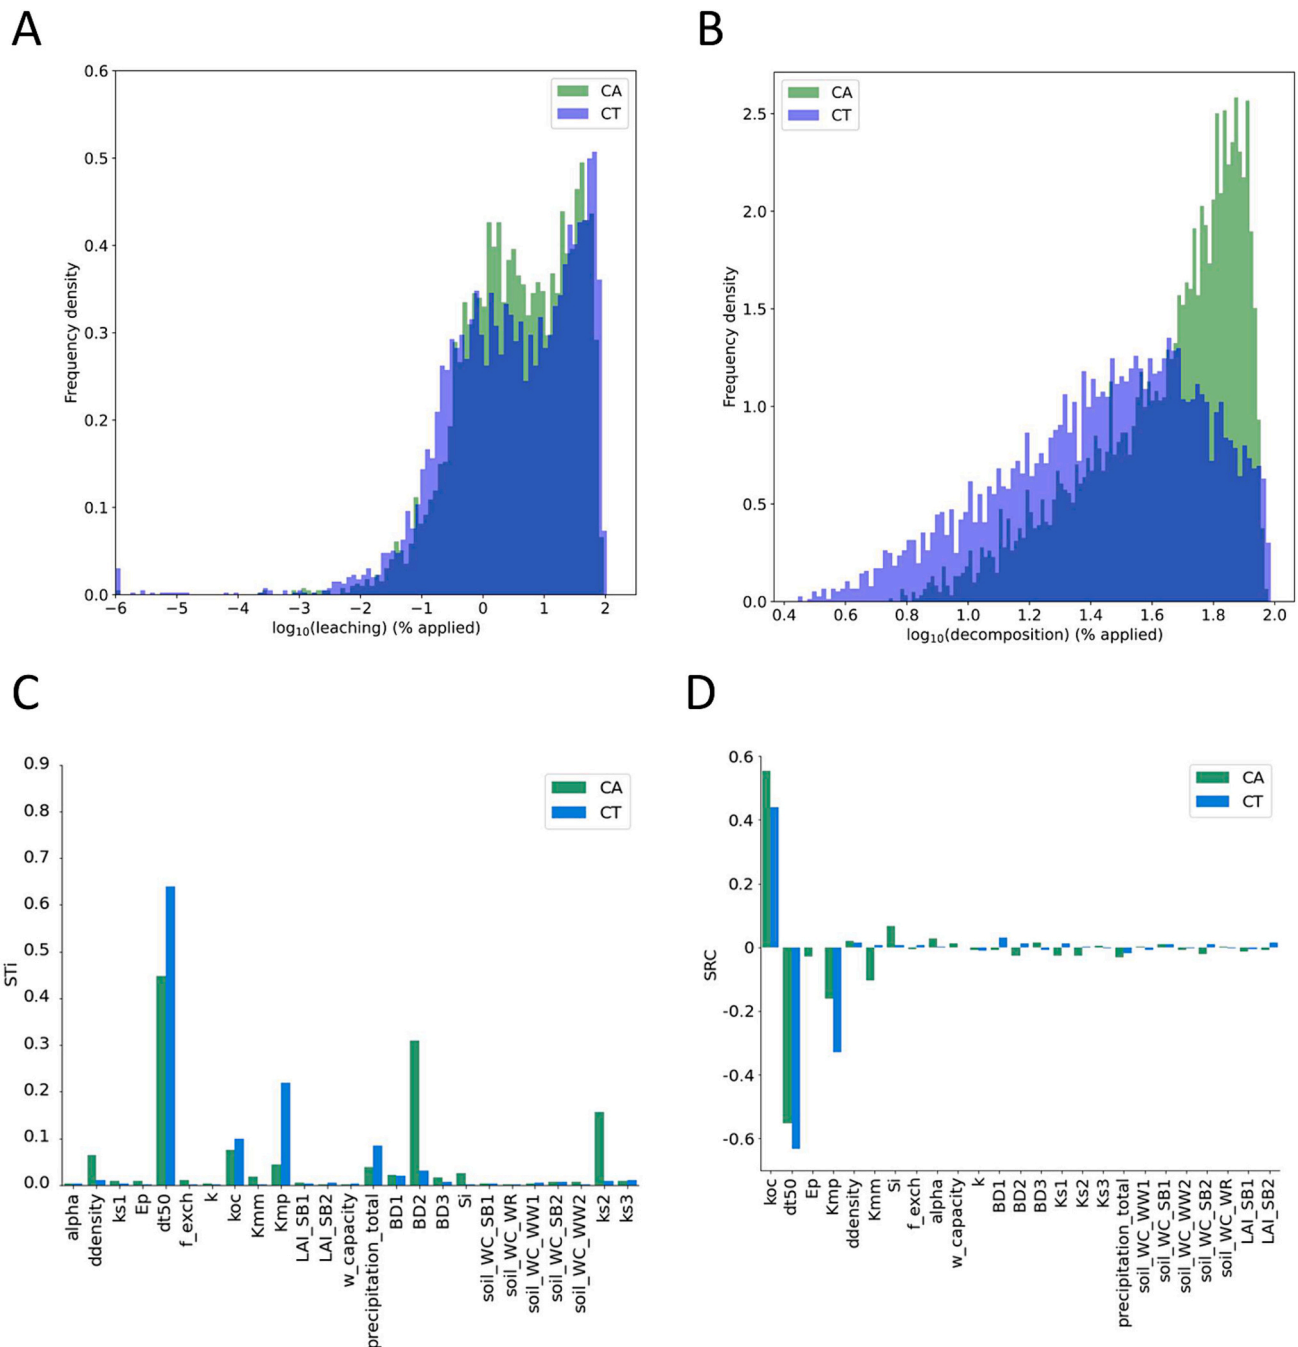 A
0.6
0.5
0.4
0.3
0.2
0.1
0.0
Frequency density
−6
−5
−4
−3
−2
−1
0
1
2
log10(leaching) (% applied)
CA
CT
B
2.5
2.0
1.5
1.0
0.5
0.0
Frequency density
0.4
0.6
0.8
1.0
1.2
1.4
1.6
1.8
2.0
log10(decomposition) (% applied)
CA
CT
C
0.9
0.8
0.7
0.6
0.5
0.4
0.3
0.2
0.1
0.0
STi
CA
CT
alpha
ddensity
ks1
Ep
dt50
f_exch
k
koc
Kmm
Kmp
LAI_SB1
LAI_SB2
w_capacity
precipitation_total
BD1
BD2
BD3
Si
soil_WC_SB1
soil_WC_WR
soil_WC_WW1
soil_WC_SB2
soil_WC_WW2
ks2
ks3
D
0.6
0.4
0.2
0
-0.2
-0.4
-0.6
SRC
CA
CT
koc
dt50
Ep
Kmp
ddensity
Kmm
Si
f_exch
alpha
w_capacity
k
BD1
BD2
BD3
Ks1
Ks2
Ks3
precipitation_total
soil_WC_WW1
soil_WC_SB1
soil_WC_WW2
soil_WC_SB2
soil_WC_WR
LAI_SB1
LAI_SB2